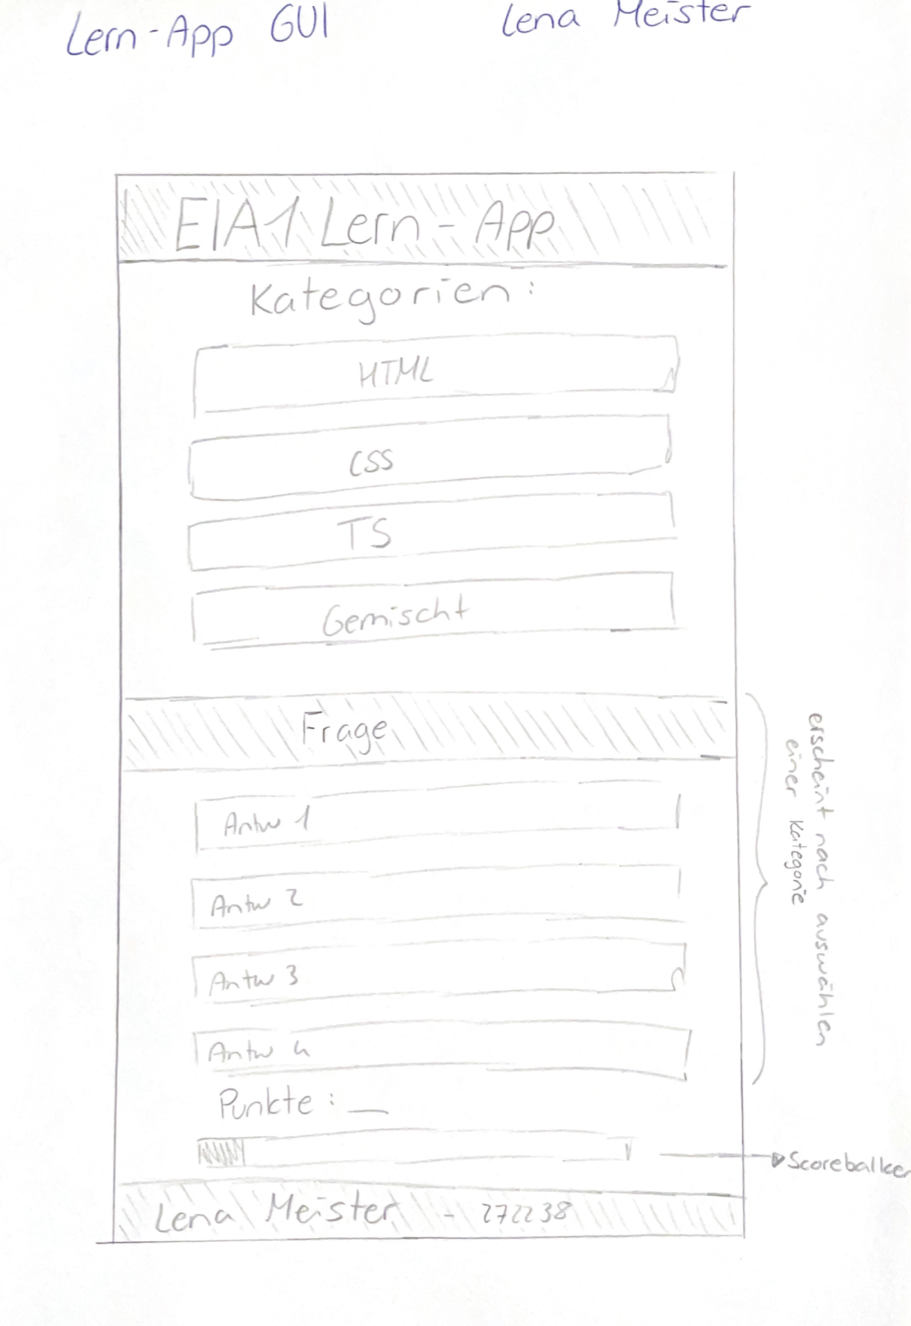 Lern-App GUI
Lena Meister
EIA1 Lern-App
Kategorien:
HTML
CSS
TS
Gemischt
Frage
Antw 1
Antw 2
Antw 3
Antw 4
erscheint nach auswählen
einer Kategorie
Punkte: __
Scoreballken
Lena Meister - 272238